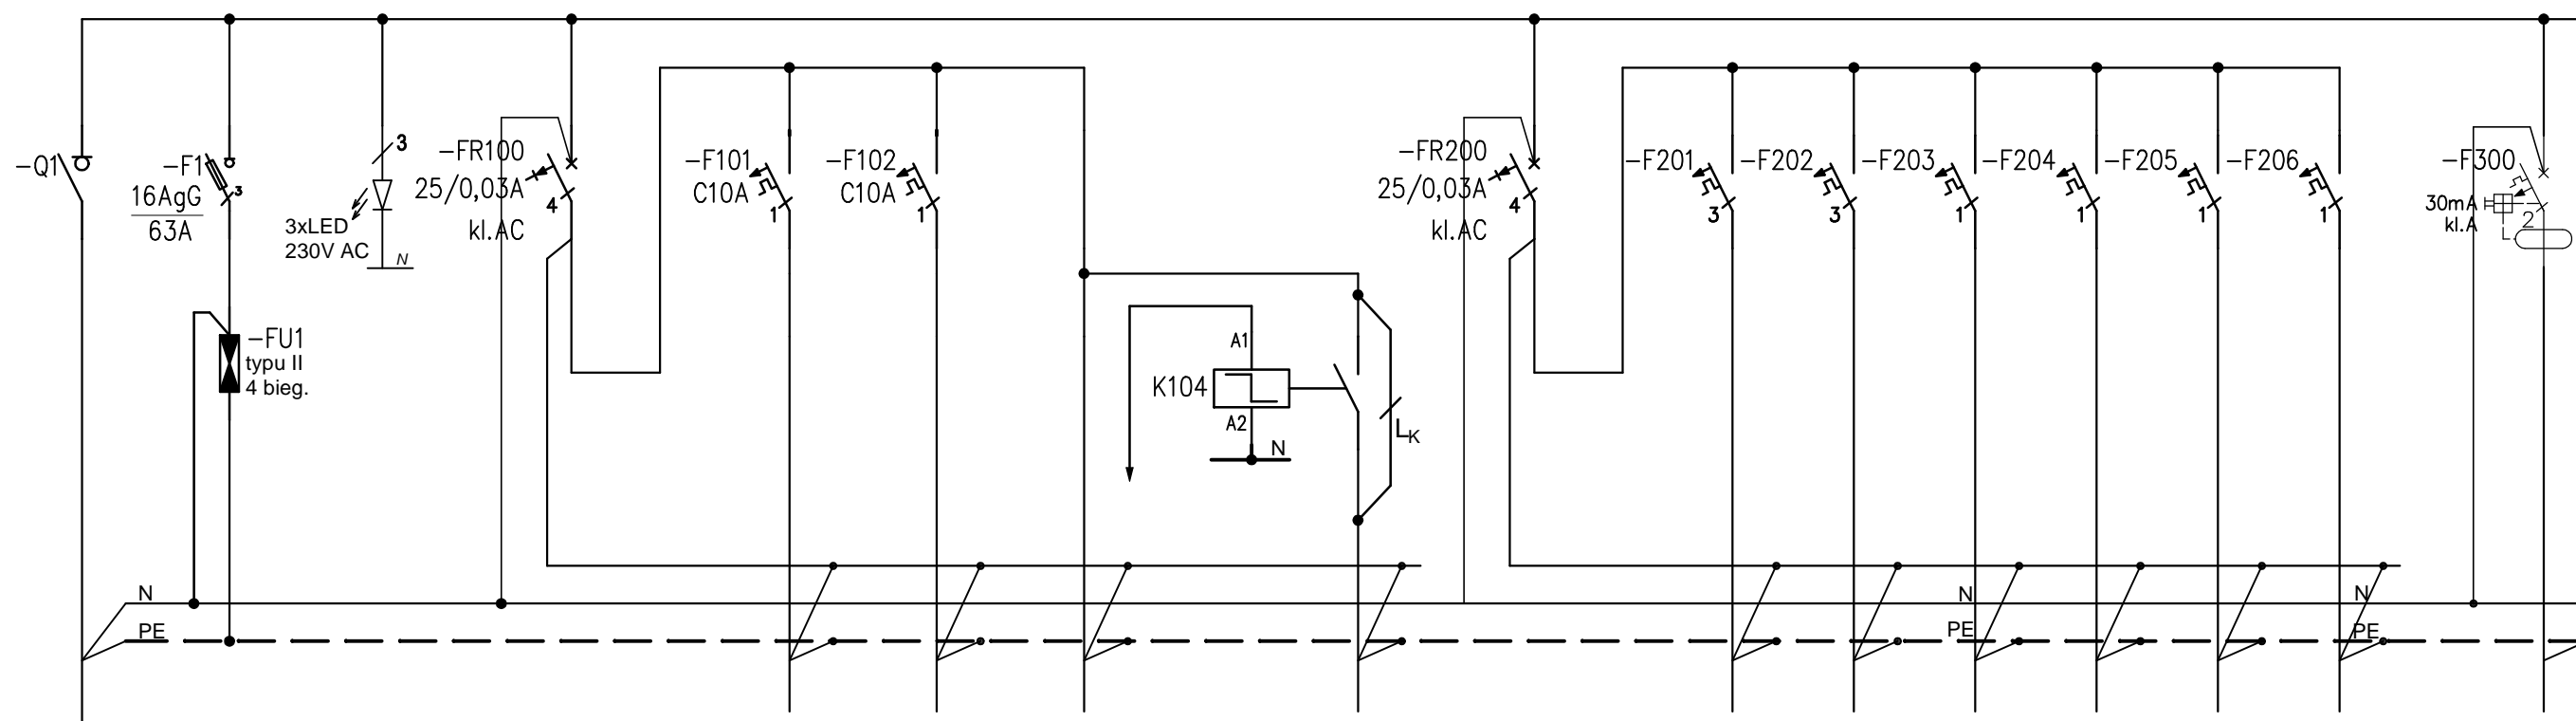 -Q1
-F1
16AgG
63A
3
-FU1
typu II
4 bieg.
3
3xLED
230V AC
N
-FR100
25/0,03A
kl.AC
4
-F101
C10A
1
-F102
C10A
1
K104
A1
A2
N
LK
-FR200
25/0,03A
kl.AC
4
-F201
3
-F202
3
-F203
1
-F204
1
-F205
1
-F206
1
-F300
30mA
kl.A
2
N
PE
N
PE
N
PE